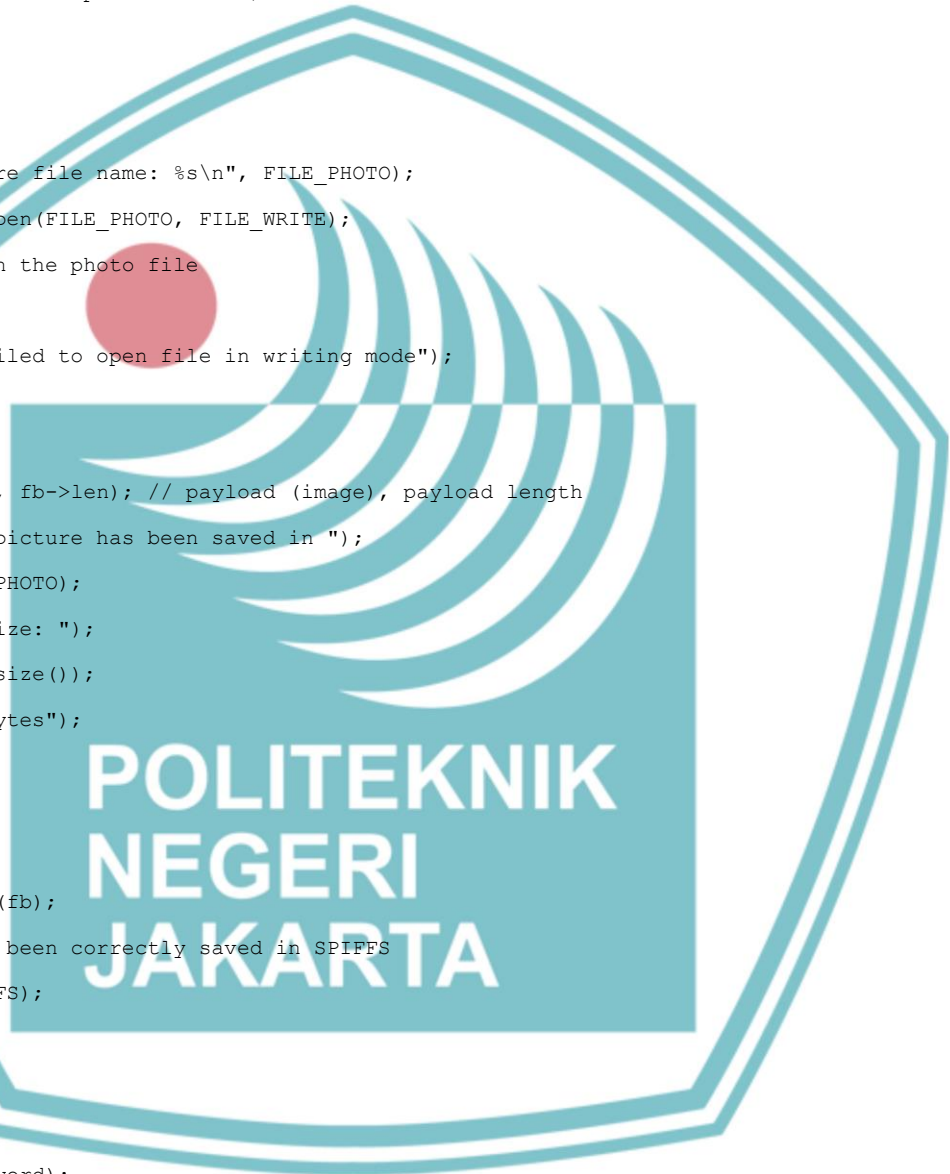 re file name: %s\n", FILE_PHOTO);
pen(FILE_PHOTO, FILE_WRITE);
n the photo file
iled to open file in writing mode");
, fb->len); // payload (image), payload length
picture has been saved in ");
PHOTO);
ize: ");
size());
ytes");
POLITEKNIK
NEGERI
(fb);
been correctly saved in SPIFFS
JAKARTA
FS);